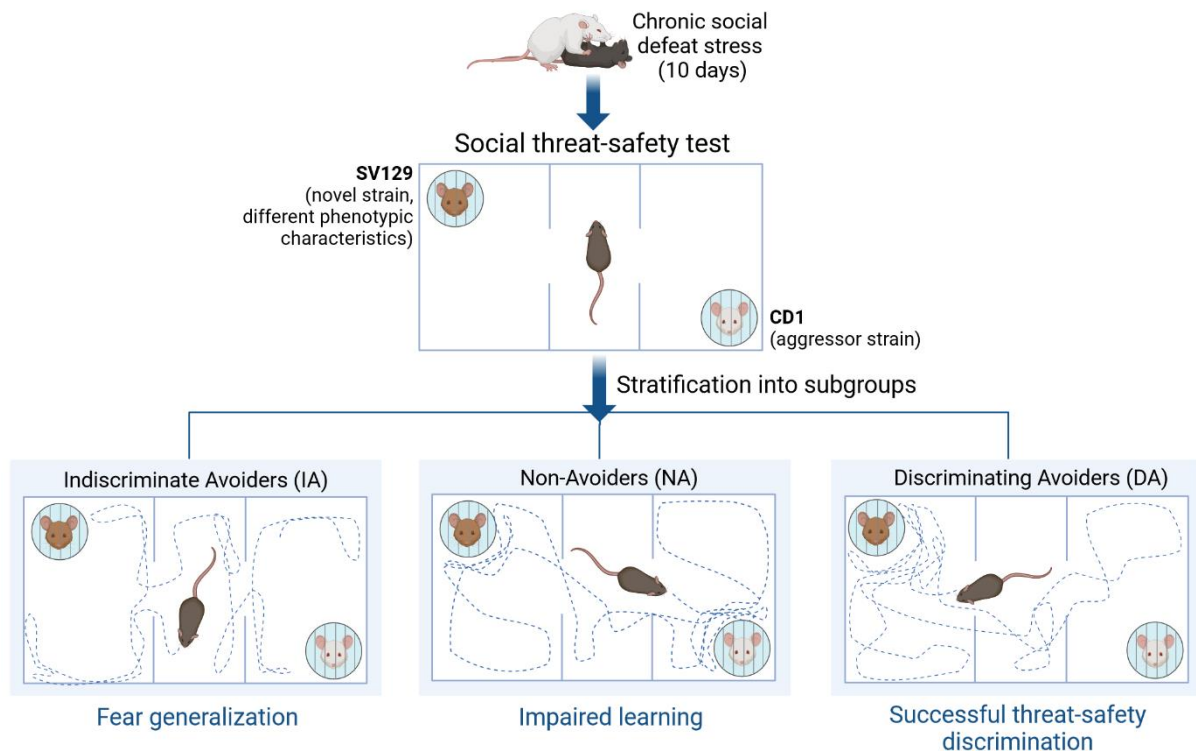 Chronic social
defeat stress
(10 days)
Social threat-safety test
SV129
(novel strain,
different phenotypic
characteristics)
CD1
(aggressor strain)
Stratification into subgroups
Indiscriminate Avoiders (IA)
Non-Avoiders (NA)
Discriminating Avoiders (DA)
Fear generalization
Impaired learning
Successful threat-safety
discrimination